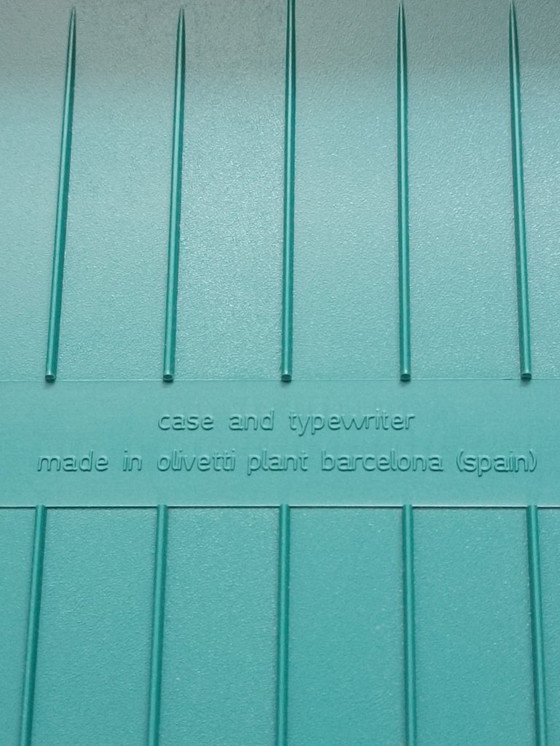 case and typewriter
made in olivetti plant barcelona (spain)